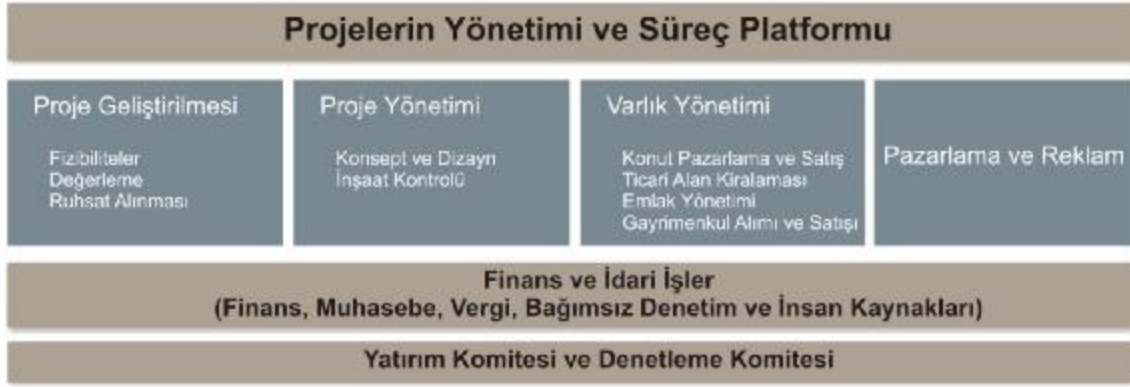 Projelerin Yönetimi ve Süreç Platformu
Proje Geliştirilmesi
Fizibiliteler
Değerleme
Ruhsat Alınması
Proje Yönetimi
Konsept ve Dizayn
İnşaat Kontrolü
Varlık Yönetimi
Konut Pazarlama ve Satış
Ticari Alan Kiralaması
Emlak Yönetimi
Gayrimenkul Alımı ve Satışı
Pazarlama ve Reklam
Finans ve İdari İşler
(Finans, Muhasebe, Vergi, Bağımsız Denetim ve İnsan Kaynakları)
Yatırım Komitesi ve Denetleme Komitesi